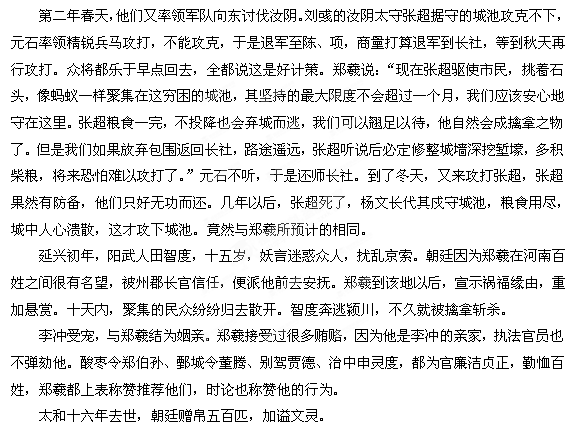 第二年春天，他们又率领军队向东讨伐汝阴。刘彧的汝阴太守张超据守的城池攻克不下，
元石率领精锐兵马攻打，不能攻克，于是退军至陈、项，商量打算退军到长社，等到秋天再
行攻打。众将都乐于早点回去，全都说这是好计策。郑羲说：“现在张超驱使市民，挑着石
头，像蚂蚁一样聚集在这穷困的城池，其坚持的最大限度不会超过一个月，我们应该安心地
守在这里。张超粮食一完，不投降也会弃城而逃，我们可以翘足以待，他自然会成擒拿之物
了。但是我们如果放弃包围返回长社，路途遥远，张超听说后必定修整城墙深挖堑壕，多积
柴粮，将来恐怕难以攻打了。”元石不听，于是还师长社。到了冬天，又来攻打张超，张超
果然有防备，他们只好无功而还。几年以后，张超死了，杨文长代其戍守城池，粮食用尽，
城中人心溃散，这才攻下城池。竟然与郑羲所预计的相同。
延兴初年，阳武人田智度，十五岁，妖言迷惑众人，扰乱京索。朝廷因为郑羲在河南百
姓之间很有名望，被州郡长官信任，便派他前去安抚。郑羲到该地以后，宣示祸福缘由，重
加悬赏。十天内，聚集的民众纷纷归去散开。智度奔逃颍川，不久就被擒拿斩杀。
李冲受宠，与郑羲结为姻亲。郑羲接受过很多贿赂，因为他是李冲的亲家，执法官员也
不弹劾他。酸枣令郑伯孙、鄄城令董腾、别驾贾德、治中申灵度，都为官廉洁贞正，勤恤百
姓，郑羲都上表称赞推荐他们，时论也称赞他的行为。
太和十六年去世，朝廷赠帛五百匹，加谥文灵。